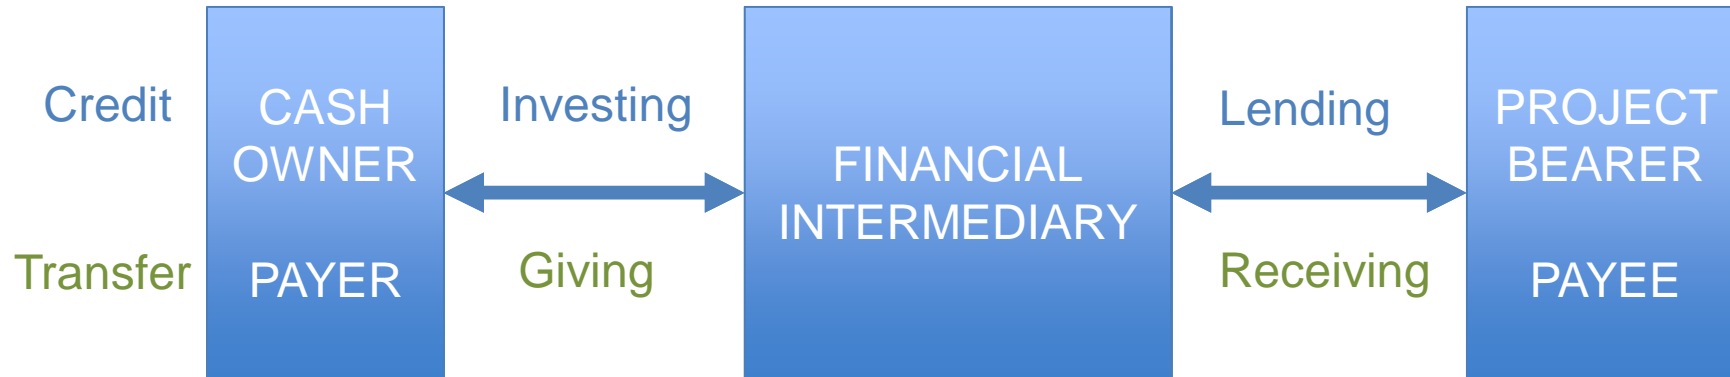 Credit
CASH
OWNER
Investing
FINANCIAL
INTERMEDIARY
Lending
PROJECT
BEARER
Transfer
PAYER
Giving
Receiving
PAYEE